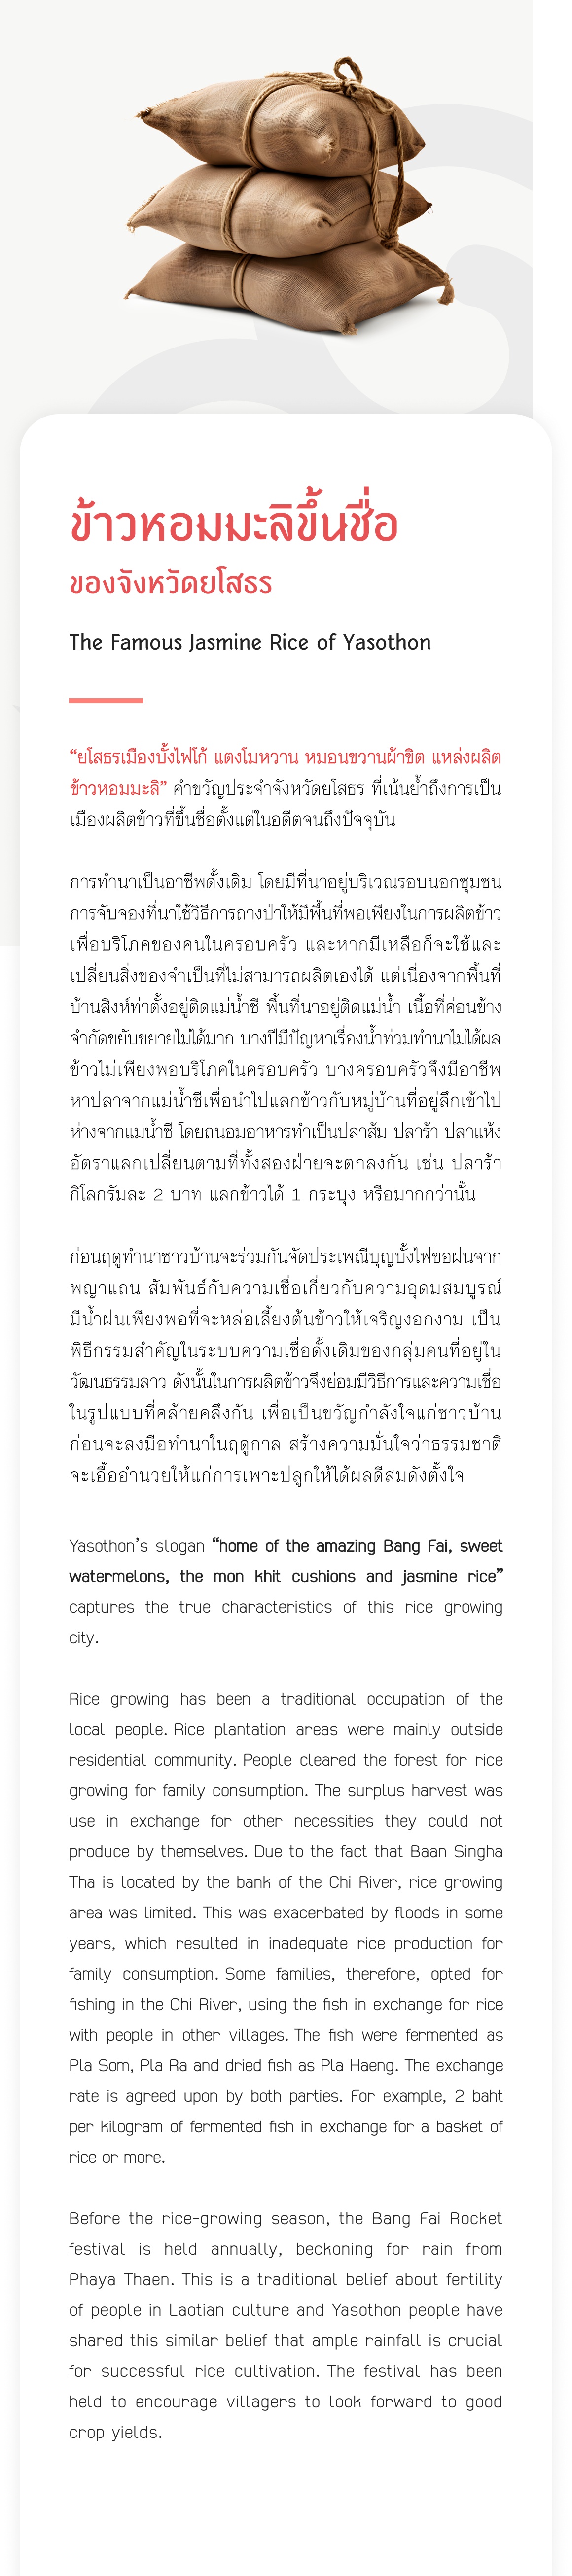 ข้าวหอมมะลิขึ้นชื่อ
ของจังหวัดยโสธร
The Famous Jasmine Rice of Yasothon
“ยโสธรเมืองบั้งไฟโก้ แตงโมหวาน หมอนขวานผ้าขิต แหล่งผลิต
ข้าวหอมมะลิ” คำขวัญประจำจังหวัดยโสธร ที่เน้นย้ำถึงการเป็น
เมืองผลิตข้าวที่ขึ้นชื่อตั้งแต่ในอดีตจนถึงปัจจุบัน
การทำนาเป็นอาชีพดั้งเดิม โดยมีที่นาอยู่บริเวณรอบนอกชุมชน
การจับจองที่นาใช้วิธีการถางป่าให้มีพื้นที่พอเพียงในการผลิตข้าว
เพื่อบริโภคของคนในครอบครัว และหากมีเหลือก็จะใช้และ
เปลี่ยนสิ่งของจำเป็นที่ไม่สามารถผลิตเองได้ แต่เนื่องจากพื้นที่
บ้านสิงห์ท่าตั้งอยู่ติดแม่น้ำชี พื้นที่นาอยู่ติดแม่น้ำ เนื้อที่ค่อนข้าง
จำกัดขยับขยายไม่ได้มาก บางปีมีปัญหาเรื่องน้ำท่วมทำนาไม่ได้ผล
ข้าวไม่เพียงพอบริโภคในครอบครัว บางครอบครัวจึงมีอาชีพ
หาปลาจากแม่น้ำชีเพื่อนำไปแลกข้าวกับหมู่บ้านที่อยู่ลึกเข้าไป
ห่างจากแม่น้ำชี โดยถนอมอาหารทำเป็นปลาส้ม ปลาร้า ปลาแห้ง
อัตราแลกเปลี่ยนตามที่ทั้งสองฝ่ายจะตกลงกัน เช่น ปลาร้า
กิโลกรัมละ 2 บาท แลกข้าวได้ 1 กระบุง หรือมากกว่านั้น
ก่อนฤดูทำนาชาวบ้านจะร่วมกันจัดประเพณีบุญบั้งไฟขอฝนจาก
พญาแถน สัมพันธ์กับความเชื่อเกี่ยวกับความอุดมสมบูรณ์
มีน้ำฝนเพียงพอที่จะหล่อเลี้ยงต้นข้าวให้เจริญงอกงาม เป็น
พิธีกรรมสำคัญในระบบความเชื่อดั้งเดิมของกลุ่มคนที่อยู่ใน
วัฒนธรรมลาว ดังนั้นในการผลิตข้าวจึงย่อมมีวิธีการและความเชื่อ
ในรูปแบบที่คล้ายคลึงกัน เพื่อเป็นขวัญกำลังใจแก่ชาวบ้าน
ก่อนจะลงมือทำนาในฤดูกาล สร้างความมั่นใจว่าธรรมชาติ
จะเอื้ออำนวยให้แก่การเพาะปลูกให้ได้ผลดีสมดังตั้งใจ
Yasothon’s slogan “home of the amazing Bang Fai, sweet
watermelons, the mon khit cushions and jasmine rice”
captures the true characteristics of this rice growing
city.
Rice growing has been a traditional occupation of the
local people. Rice plantation areas were mainly outside
residential community. People cleared the forest for rice
growing for family consumption. The surplus harvest was
use in exchange for other necessities they could not
produce by themselves. Due to the fact that Baan Singha
Tha is located by the bank of the Chi River, rice growing
area was limited. This was exacerbated by floods in some
years, which resulted in inadequate rice production for
family consumption. Some families, therefore, opted for
fishing in the Chi River, using the fish in exchange for rice
with people in other villages. The fish were fermented as
Pla Som, Pla Ra and dried fish as Pla Haeng. The exchange
rate is agreed upon by both parties. For example, 2 baht
per kilogram of fermented fish in exchange for a basket of
rice or more.
Before the rice-growing season, the Bang Fai Rocket
festival is held annually, beckoning for rain from
Phaya Thaen. This is a traditional belief about fertility
of people in Laotian culture and Yasothon people have
shared this similar belief that ample rainfall is crucial
for successful rice cultivation. The festival has been
held to encourage villagers to look forward to good
crop yields.